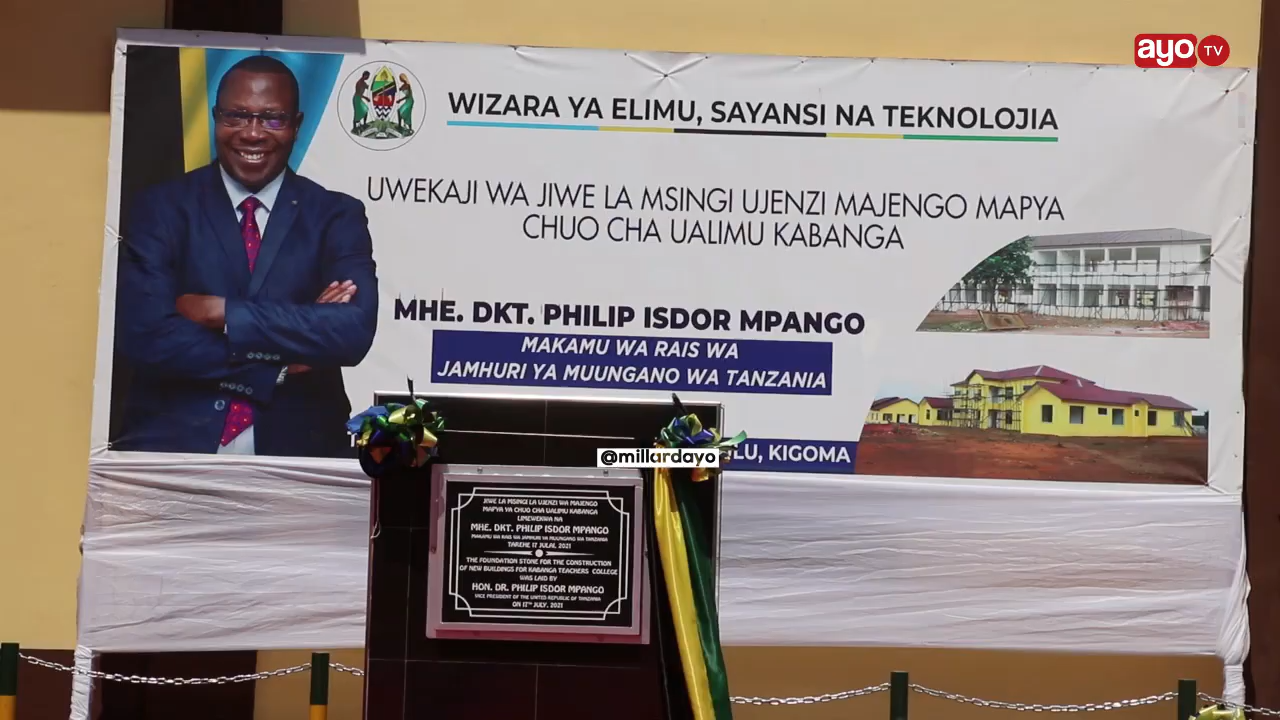 ayo TV
WIZARA YA ELIMU, SAYANSI NA TEKNOLOJIA
UWEKAJI WA JIWE LA MSINGI UJENZI MAJENGO MAPYA
CHUO CHA UALIMU KABANGA
MHE. DKT. PHILIP ISDOR MPANGO
MAKAMU WA RAIS WA
JAMHURI YA MUUNGANO WA TANZANIA
@millardayo
KIGOMA
JIWE LA MSINGI LA UJENZI WA MAJENGO
MAPYA YA CHUO CHA UALIMU KABANGA
LIMEWEKWA NA
MHE. DKT. PHILIP ISDOR MPANGO
MAKAMU WA RAIS WA JAMHURI YA MUUNGANO WA TANZANIA
TAREHE 17 JULAI, 2021
THE FOUNDATION STONE FOR THE CONSTRUCTION
OF NEW BUILDINGS FOR KABANGA TEACHERS COLLEGE
WAS LAID BY
HON. DR. PHILIP ISDOR MPANGO
VICE PRESIDENT OF THE UNITED REPUBLIC OF TANZANIA
ON 17TH JULY, 2021